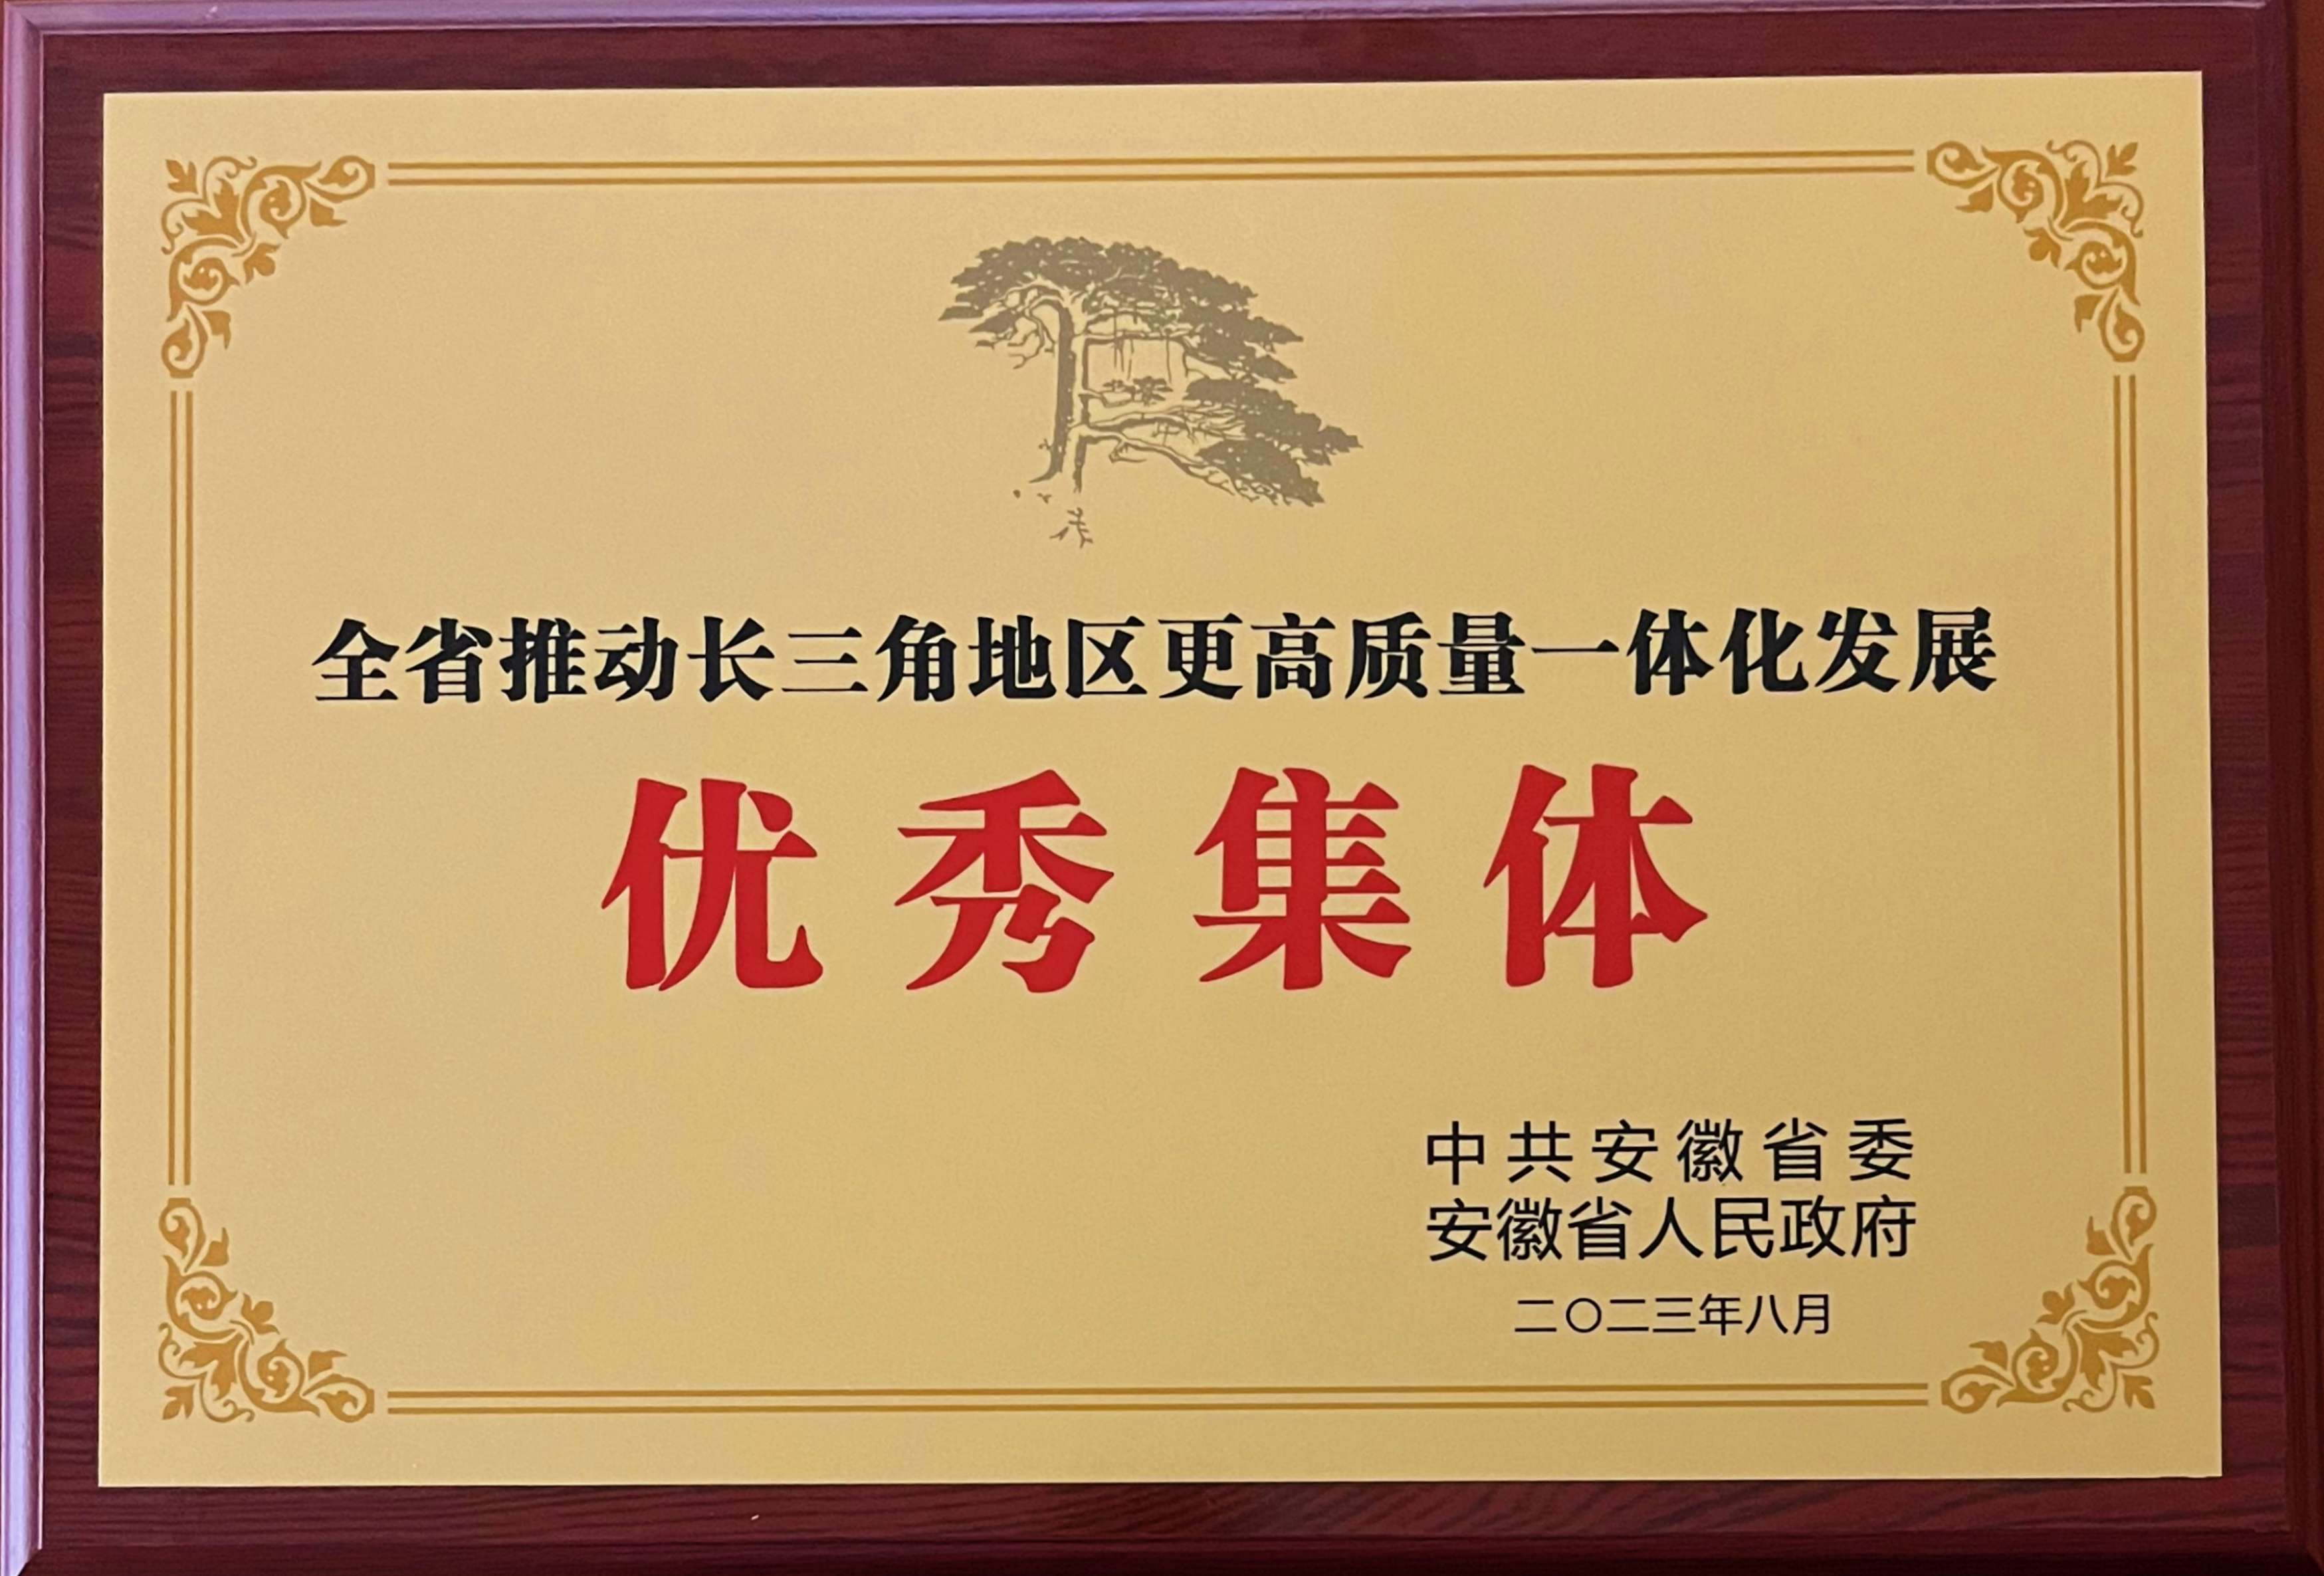 全省推动长三角地区更高质量一体化发展
优秀集体
中共安徽省委
安徽省人民政府
二〇二三年八月